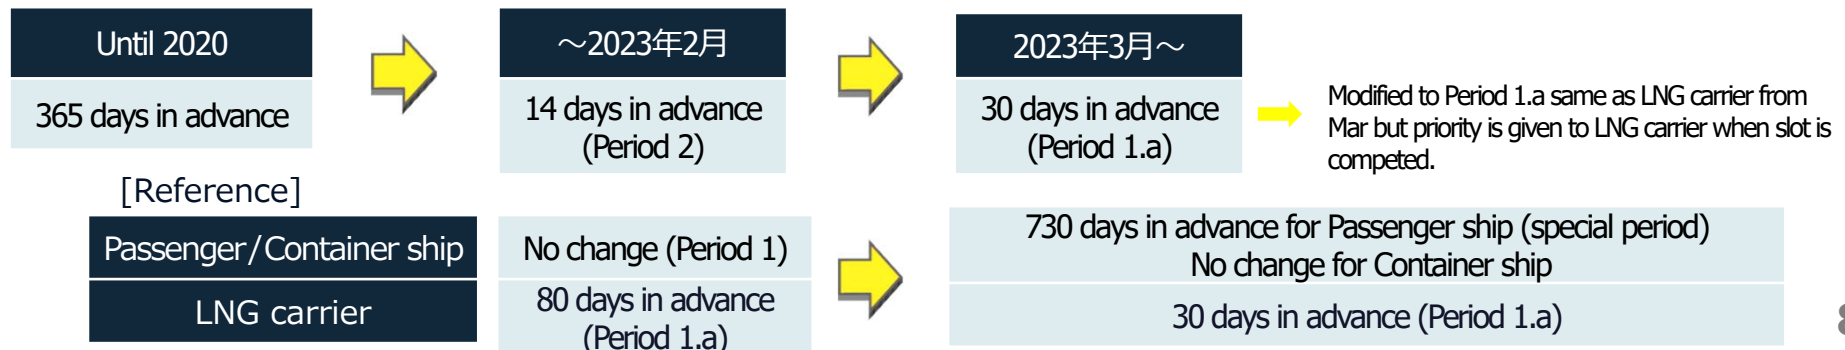 Until 2020
～2023年2月
2023年3月～
365 days in advance
14 days in advance
(Period 2)
30 days in advance
(Period 1.a)
Modified to Period 1.a same as LNG carrier from
Mar but priority is given to LNG carrier when slot is
competed.
[Reference]
Passenger/Container ship
No change (Period 1)
730 days in advance for Passenger ship (special period)
No change for Container ship
LNG carrier
80 days in advance
(Period 1.a)
30 days in advance (Period 1.a)